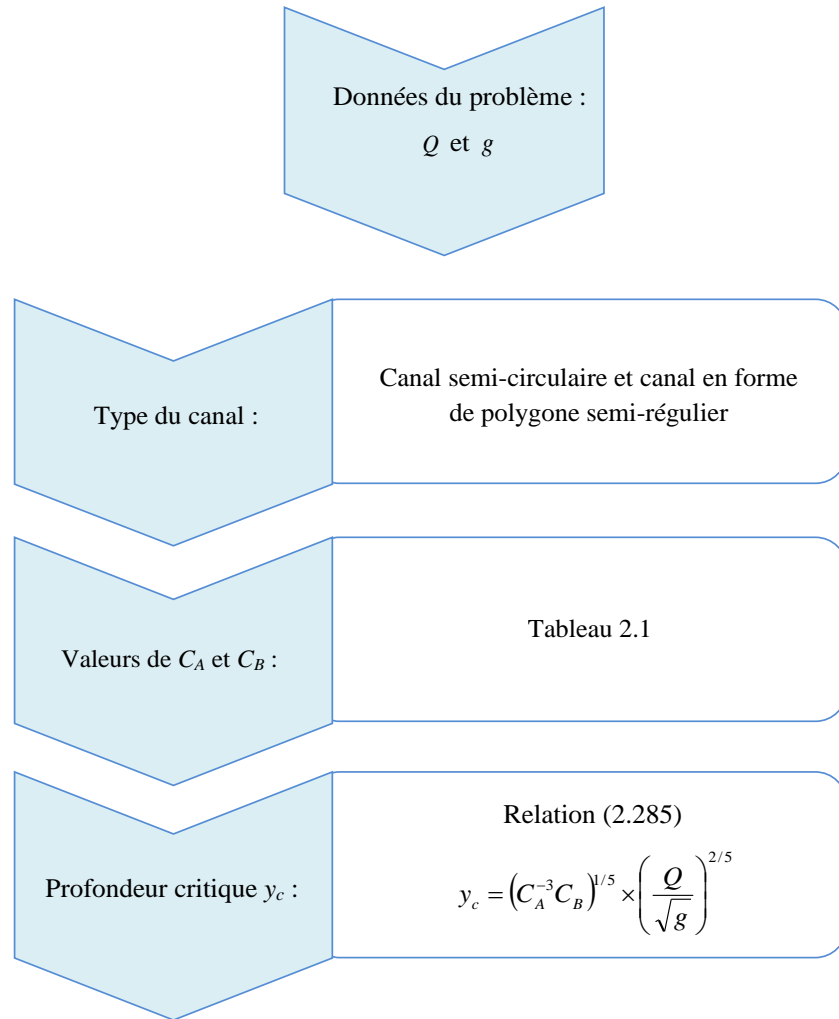 Données du problème :
Q et g
Type du canal :
Canal semi-circulaire et canal en forme
de polygone semi-régulier
Valeurs de C_A et C_B :
Tableau 2.1
Profondeur critique y_c :
Relation (2.285)
y_c = (C_A^{-3} C_B)^{1/5} × (Q / √g)^{2/5}